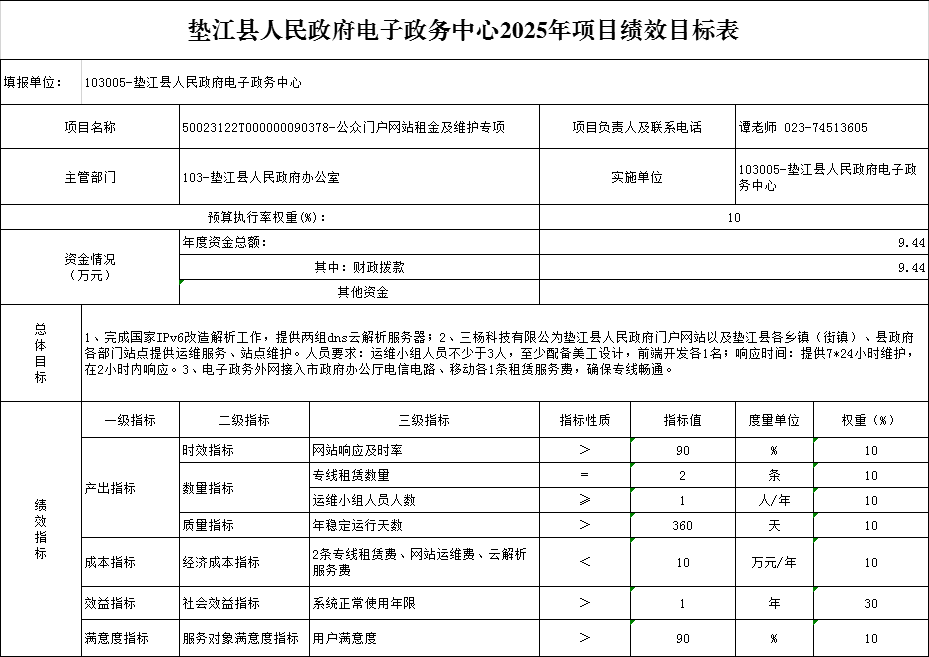 垫江县人民政府电子政务中心2025年项目绩效目标表
填报单位：
103005-垫江县人民政府电子政务中心
项目名称
50023122T000000090378-公众门户网站租金及维护专项
项目负责人及联系电话
谭老师 023-74513605
主管部门
103-垫江县人民政府办公室
实施单位
103005-垫江县人民政府电子政
务中心
预算执行率权重(%)：
10
资金情况
（万元）
年度资金总额：
9.44
其中：财政拨款
9.44
其他资金
总体目标
1、完成国家IPv6改造解析工作，提供两组dns云解析服务器；2、三杨科技有限公为垫江县人民政府门户网站以及垫江县各乡镇（街镇）、县政府
各部门站点提供运维服务、站点维护。人员要求：运维小组人员不少于3人，至少配备美工设计，前端开发各1名；响应时间：提供7*24小时维护，
在2小时内响应。3、电子政务外网接入市政府办公厅电信电路、移动各1条租赁服务费，确保专线畅通。
绩效指标
一级指标 二级指标 三级指标 指标性质 指标值 度量单位 权重（%）
产出指标
时效指标 网站响应及时率 ＞ 90 % 10
数量指标
专线租赁数量 = 2 条 10
运维小组人员人数 ≥ 1 人/年 10
质量指标 年稳定运行天数 ＞ 360 天 10
成本指标 经济成本指标
2条专线租赁费、网站运维费、云解析
服务费
＜ 10 万元/年 10
效益指标 社会效益指标 系统正常使用年限 ＞ 1 年 30
满意度指标 服务对象满意度指标 用户满意度 ＞ 90 % 10